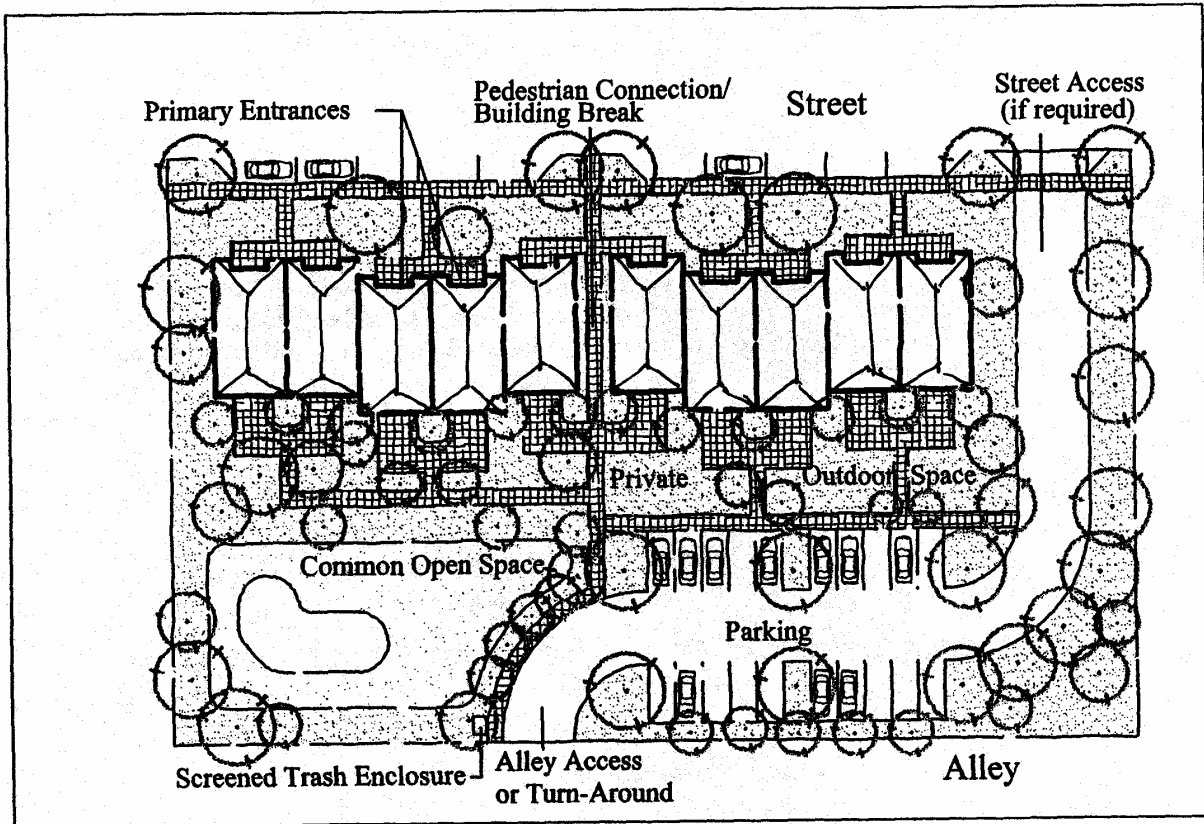 Primary Entrances
Pedestrian Connection/
Building Break
Street
Street Access
(if required)
Private
Outdoor Space
Common Open Space
Parking
Screened Trash Enclosure
Alley Access
or Turn-Around
Alley